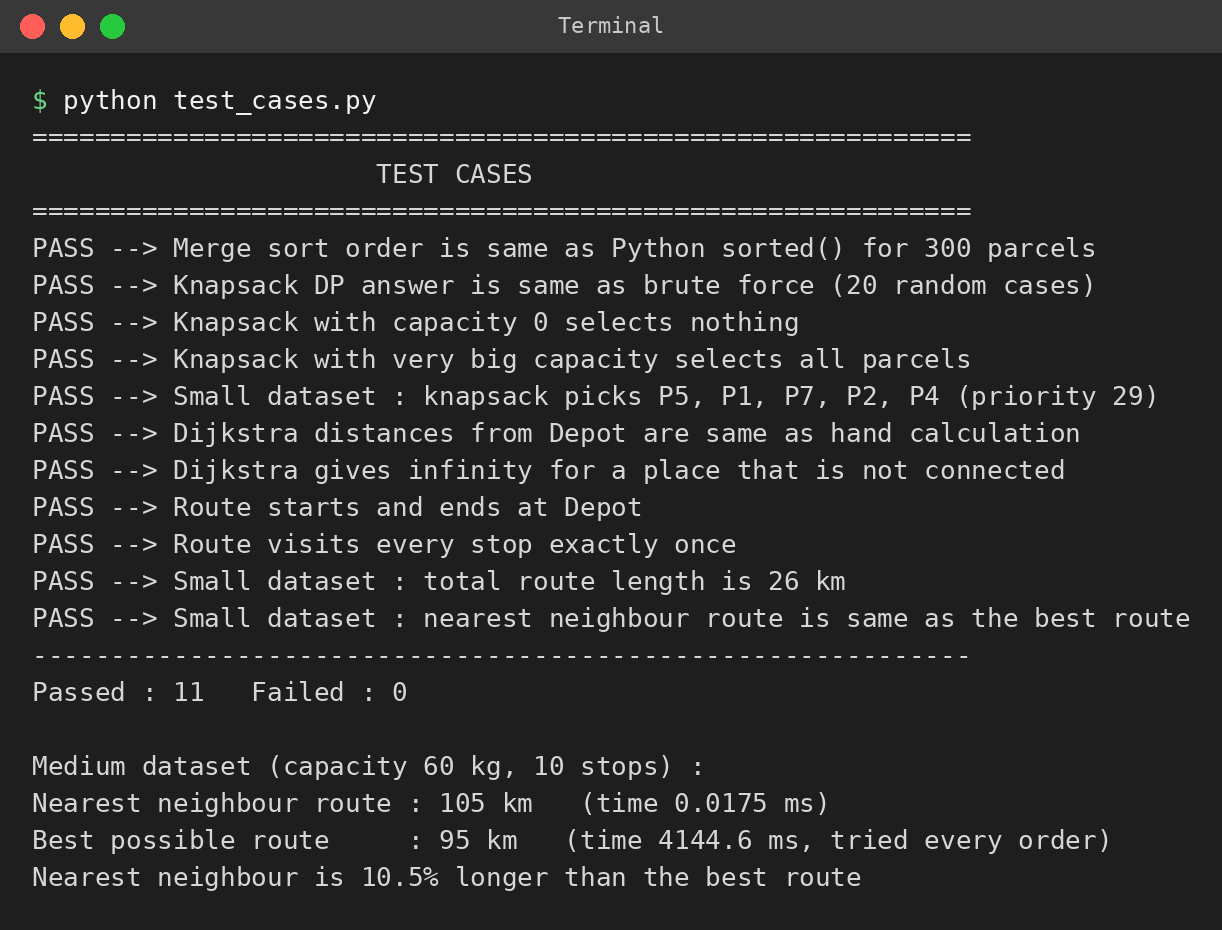 Terminal
$ python test_cases.py
============================================================
                      TEST CASES
============================================================
PASS --> Merge sort order is same as Python sorted() for 300 parcels
PASS --> Knapsack DP answer is same as brute force (20 random cases)
PASS --> Knapsack with capacity 0 selects nothing
PASS --> Knapsack with very big capacity selects all parcels
PASS --> Small dataset : knapsack picks P5, P1, P7, P2, P4 (priority 29)
PASS --> Dijkstra distances from Depot are same as hand calculation
PASS --> Dijkstra gives infinity for a place that is not connected
PASS --> Route starts and ends at Depot
PASS --> Route visits every stop exactly once
PASS --> Small dataset : total route length is 26 km
PASS --> Small dataset : nearest neighbour route is same as the best route
------------------------------------------------------------
Passed : 11   Failed : 0

Medium dataset (capacity 60 kg, 10 stops) :
Nearest neighbour route : 105 km   (time 0.0175 ms)
Best possible route     : 95 km   (time 4144.6 ms, tried every order)
Nearest neighbour is 10.5% longer than the best route